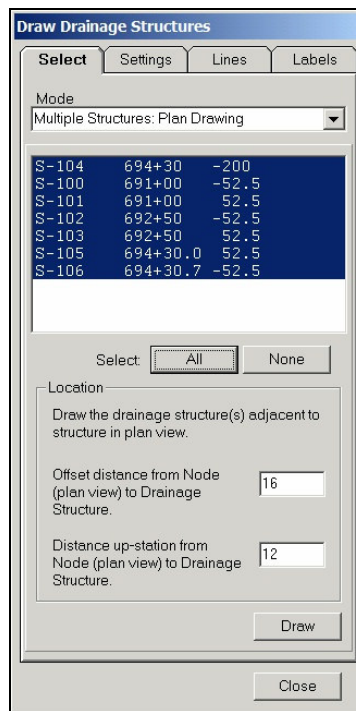 Draw Drainage Structures
Select Settings Lines Labels
Mode
Multiple Structures: Plan Drawing
S-104 694+30 -200
S-100 691+00 -52.5
S-101 691+00 52.5
S-102 692+50 -52.5
S-103 692+50 52.5
S-105 694+30.0 52.5
S-106 694+30.7 -52.5
Select: All None
Location
Draw the drainage structure(s) adjacent to
structure in plan view.
Offset distance from Node
(plan view) to Drainage
Structure.
16
Distance up-station from
Node (plan view) to Drainage
Structure.
12
Draw
Close